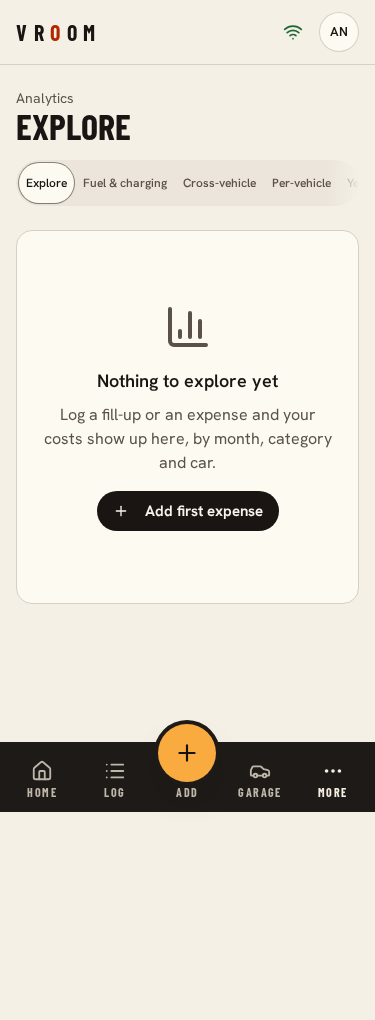 VROOM
AN
Analytics
EXPLORE
Explore
Fuel & charging
Cross-vehicle
Per-vehicle
Nothing to explore yet
Log a fill-up or an expense and your
costs show up here, by month, category
and car.
Add first expense
HOME
LOG
ADD
GARAGE
MORE